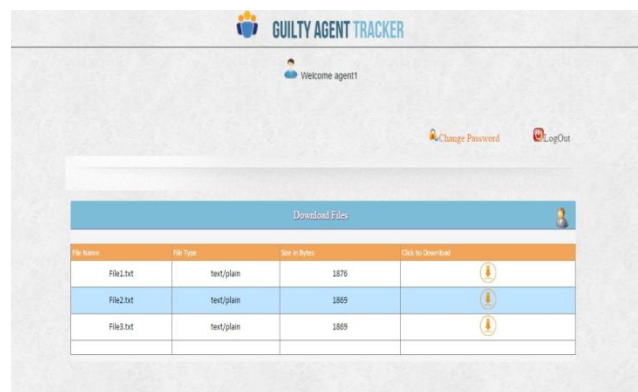 GUILTY AGENT TRACKER
Welcome agent1
Change Password LogOut
Download Files
File Name File Type Size in Bytes Click to Download
File1.txt text/plain 1876
File2.txt text/plain 1869
File3.txt text/plain 1869